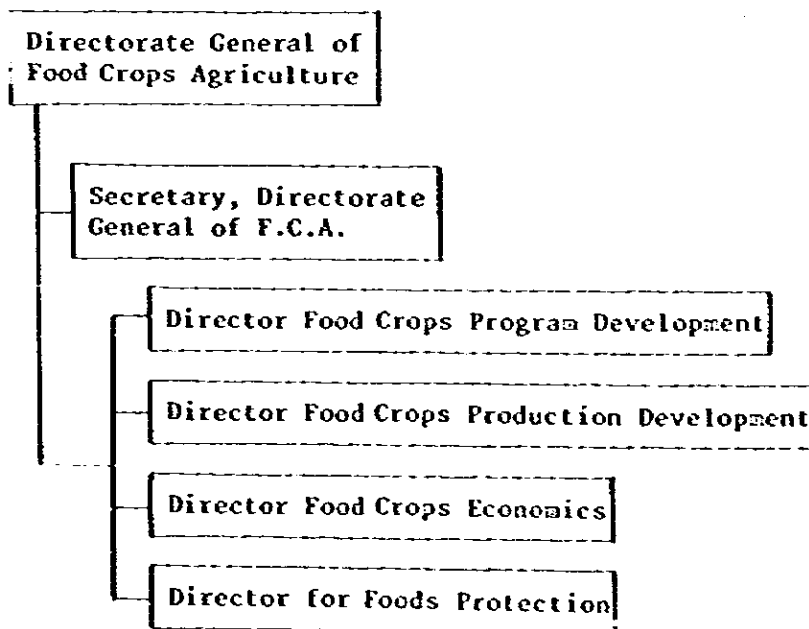 Directorate General of
Food Crops Agriculture
Secretary, Directorate
General of F.C.A.
Director Food Crops Program Development
Director Food Crops Production Development
Director Food Crops Economics
Director for Foods Protection